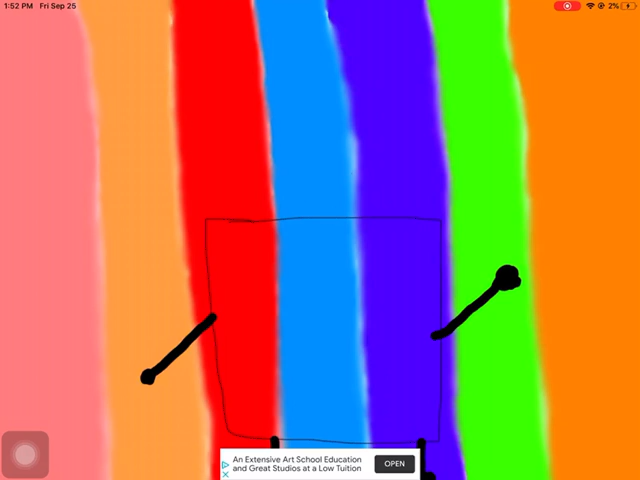 1:52 PM Fri Sep 25 2%
An Extensive Art School Education
and Great Studios at a Low Tuition
OPEN